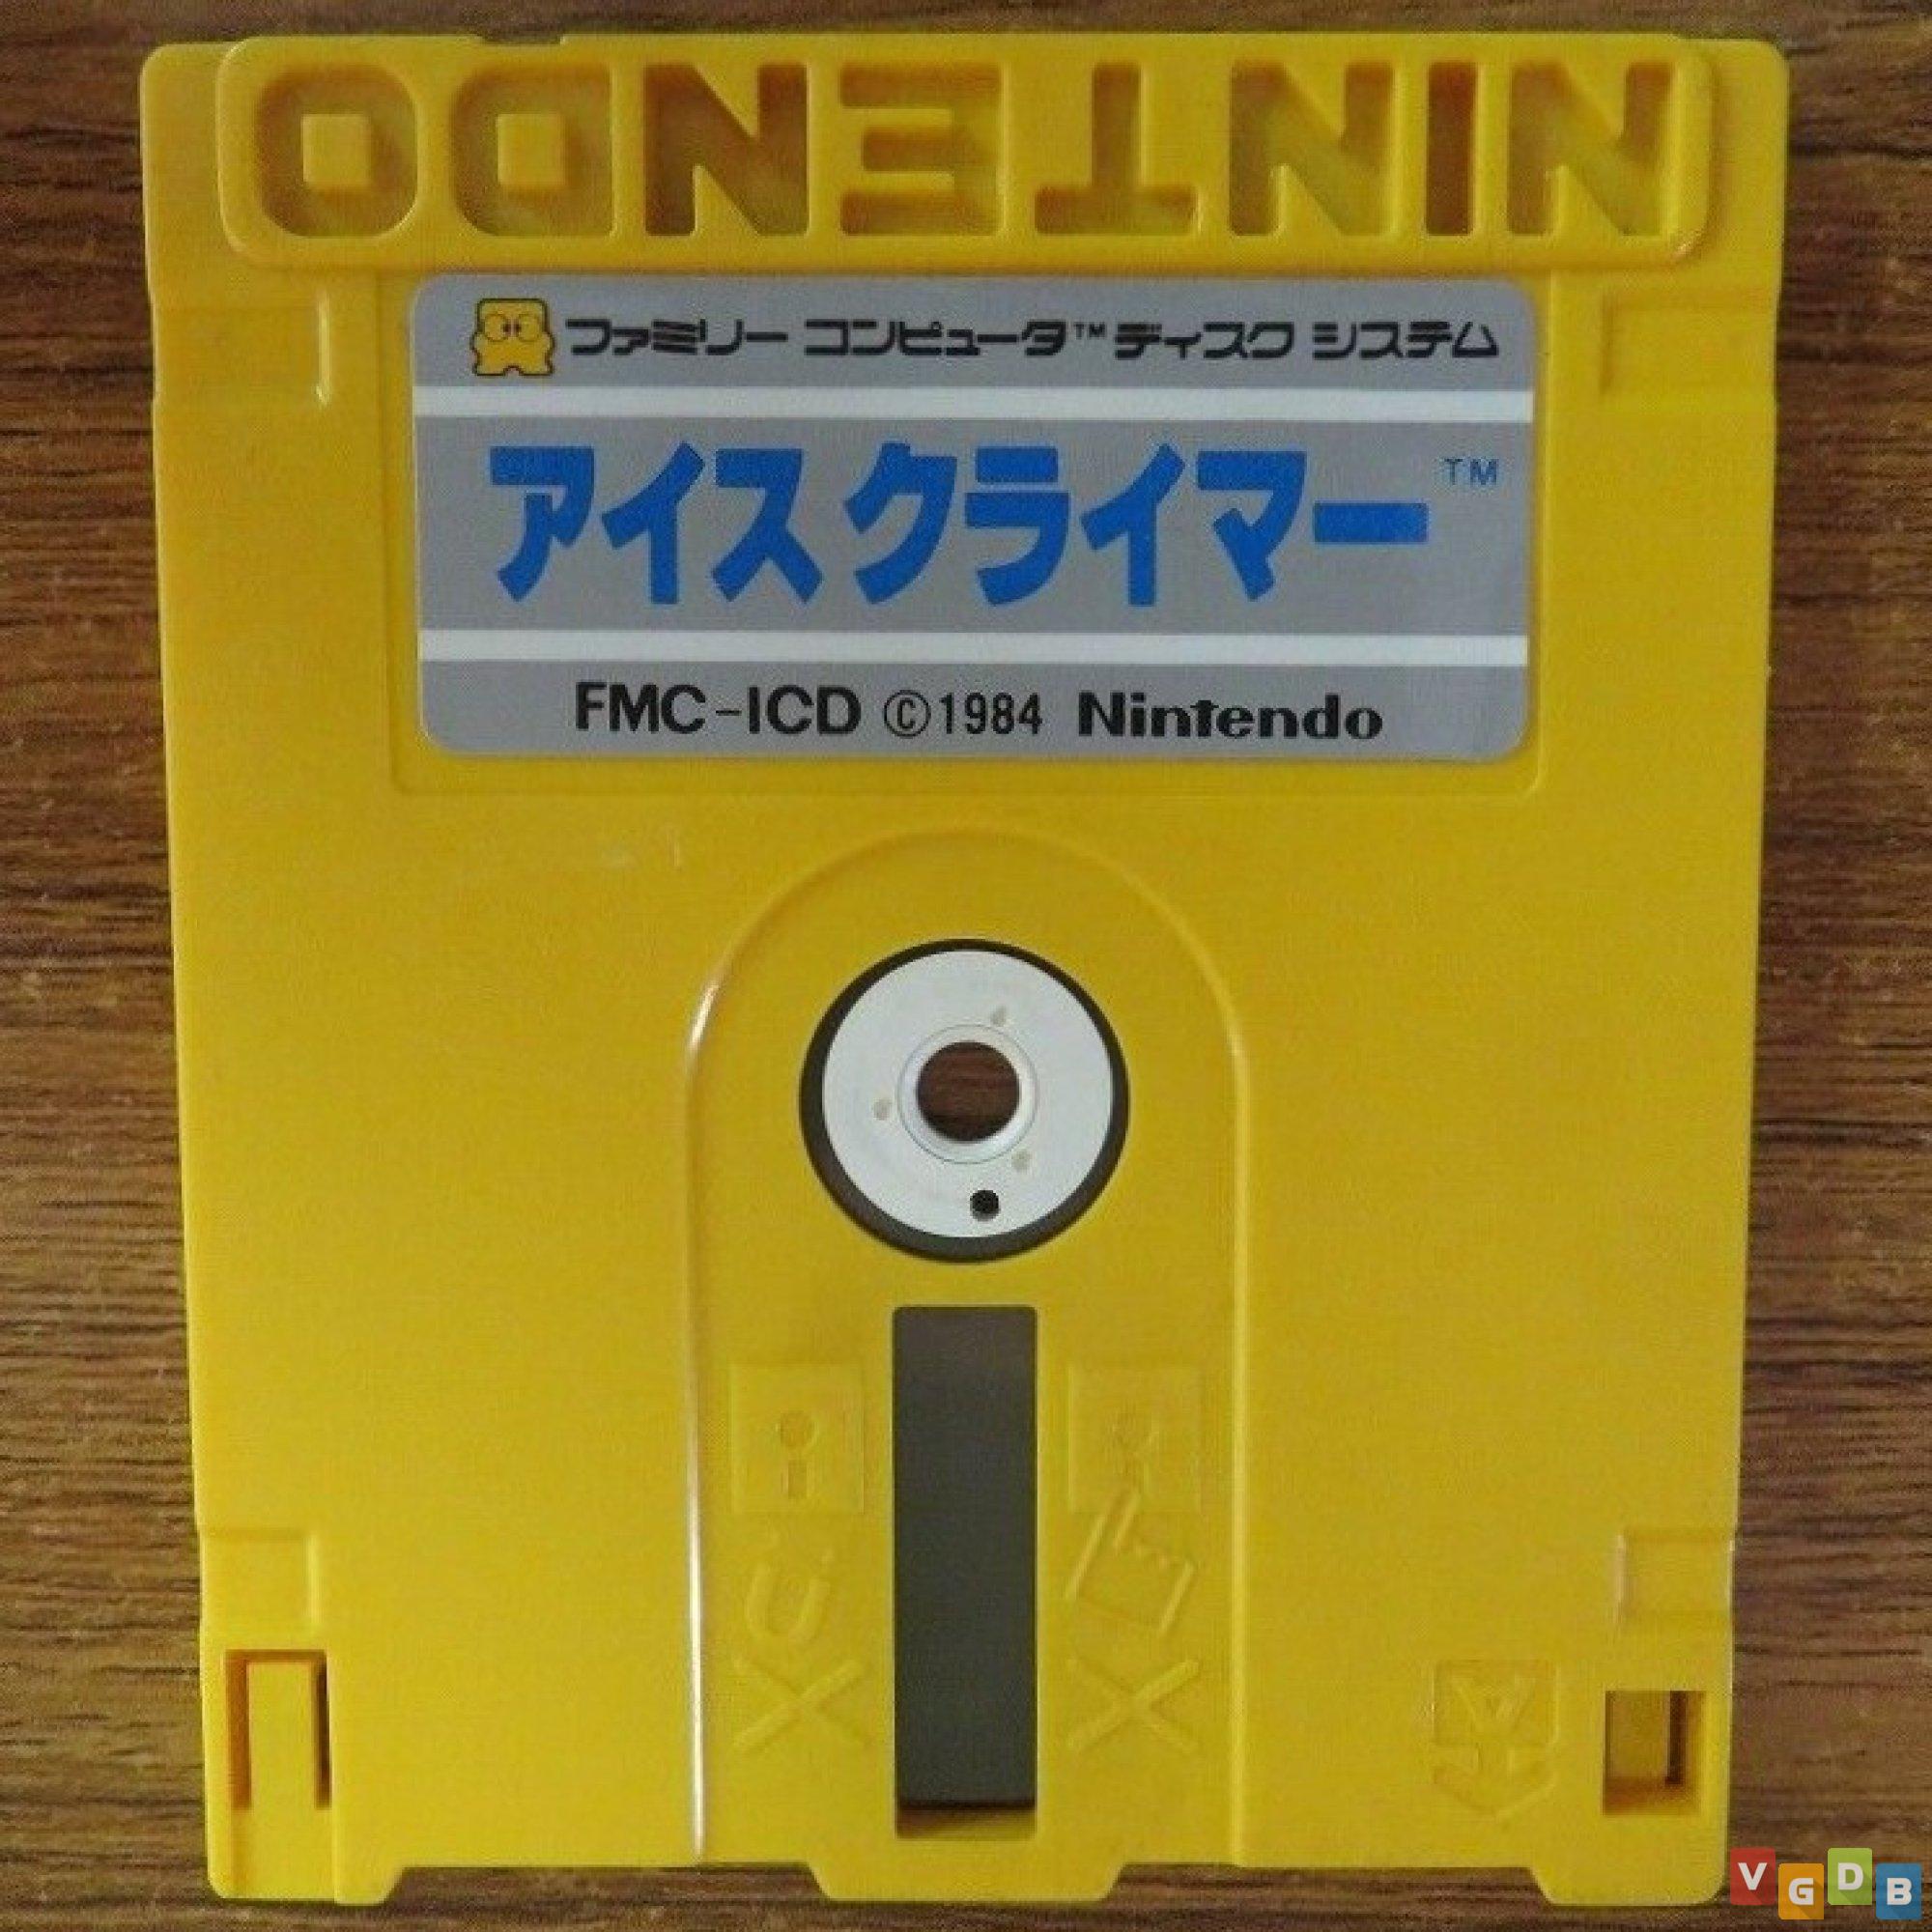 NINTENDO
ファミリー コンピュータ™ ディスク システム
アイスクライマー™
FMC-ICD ©1984 Nintendo
VGDB